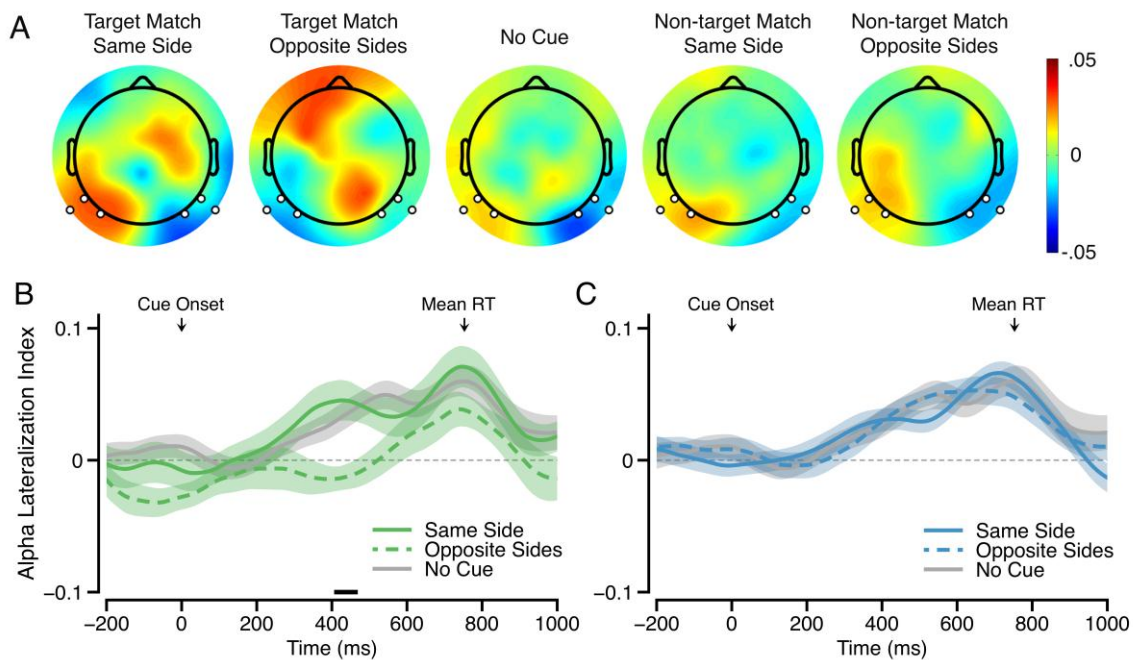 A
Target Match
Same Side
Target Match
Opposite Sides
No Cue
Non-target Match
Same Side
Non-target Match
Opposite Sides
.05
0
-.05
B
Cue Onset
Mean RT
0.1
0
−0.1
Alpha Lateralization Index
Same Side
Opposite Sides
No Cue
−200 0 200 400 600 800 1000
Time (ms)
C
Cue Onset
Mean RT
0.1
0
−0.1
Same Side
Opposite Sides
No Cue
−200 0 200 400 600 800 1000
Time (ms)